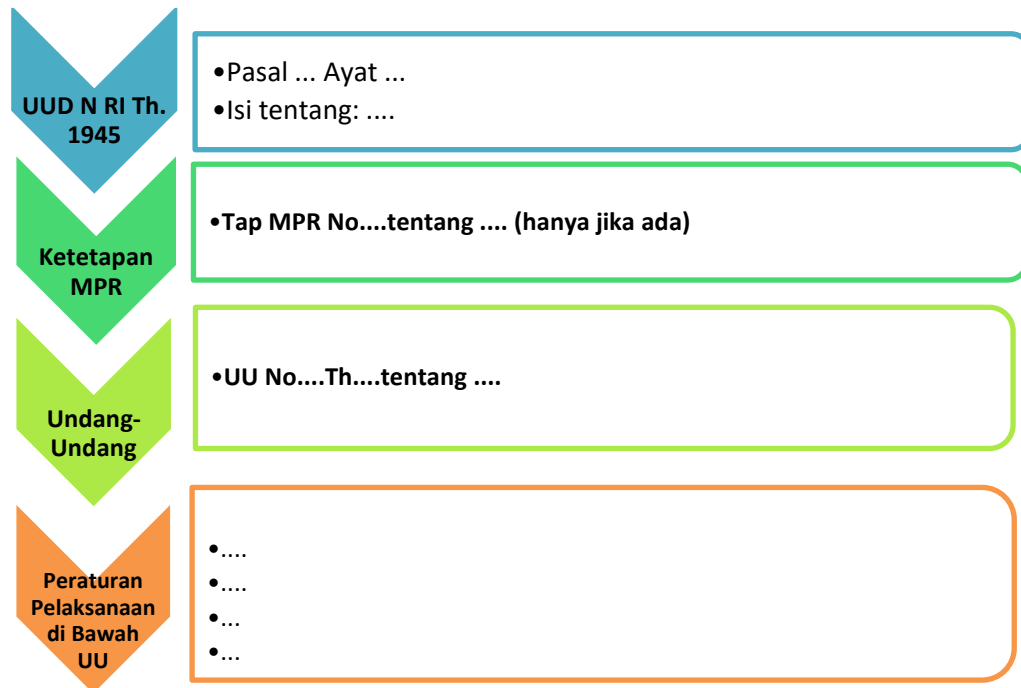 UUD N RI Th.
1945
•Pasal ... Ayat ...
•Isi tentang: ....
Ketetapan
MPR
•Tap MPR No....tentang .... (hanya jika ada)
Undang-
Undang
•UU No....Th....tentang ....
Peraturan
Pelaksanaan
di Bawah
UU
•....
•....
•...
•...